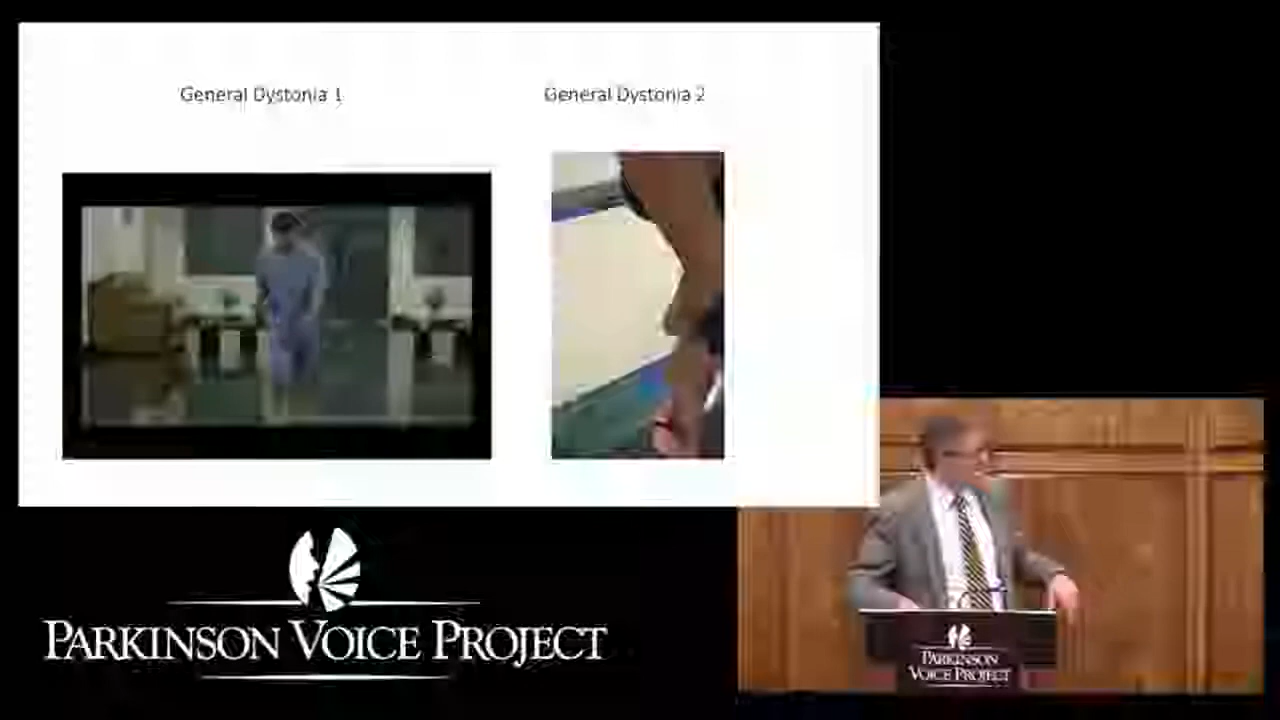 General Dystonia 1
General Dystonia 2
PARKINSON VOICE PROJECT
PARKINSON
VOICE PROJECT